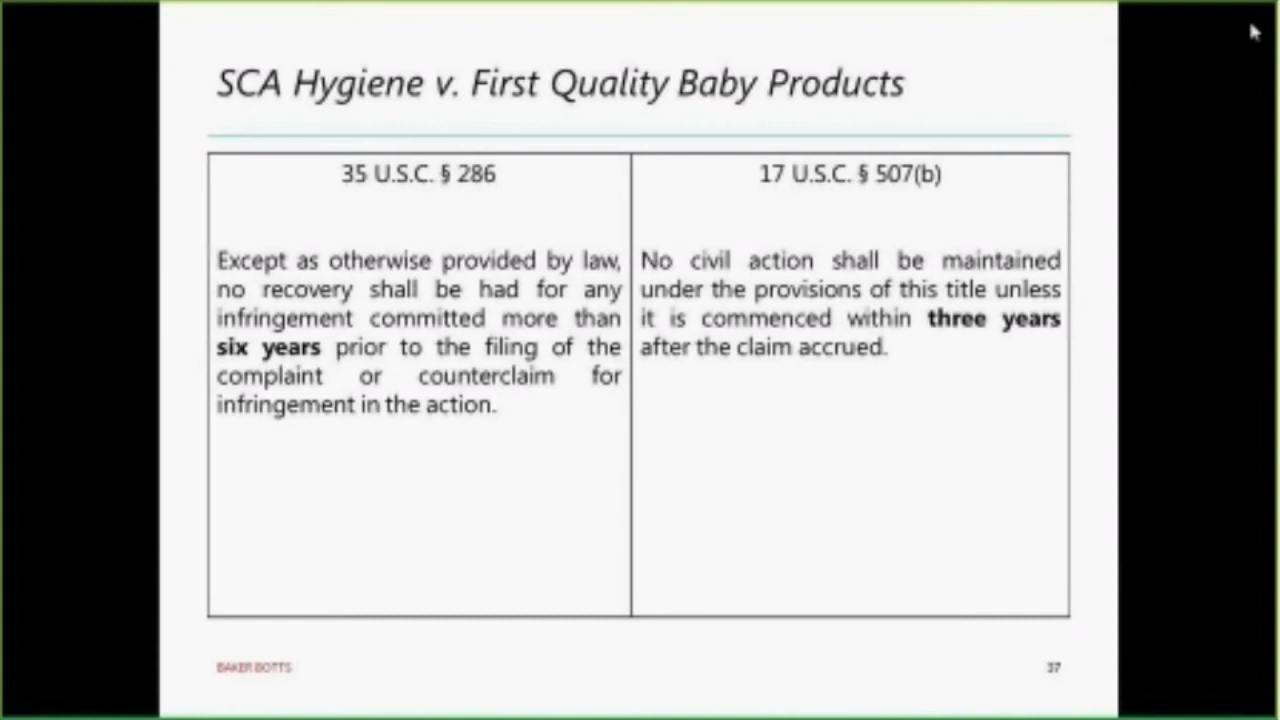 SCA Hygiene v. First Quality Baby Products
35 U.S.C. § 286
Except as otherwise provided by law,
no recovery shall be had for any
infringement committed more than
six years prior to the filing of the
complaint or counterclaim for
infringement in the action.
17 U.S.C. § 507(b)
No civil action shall be maintained
under the provisions of this title unless
it is commenced within three years
after the claim accrued.
BAKER BOTTS
37